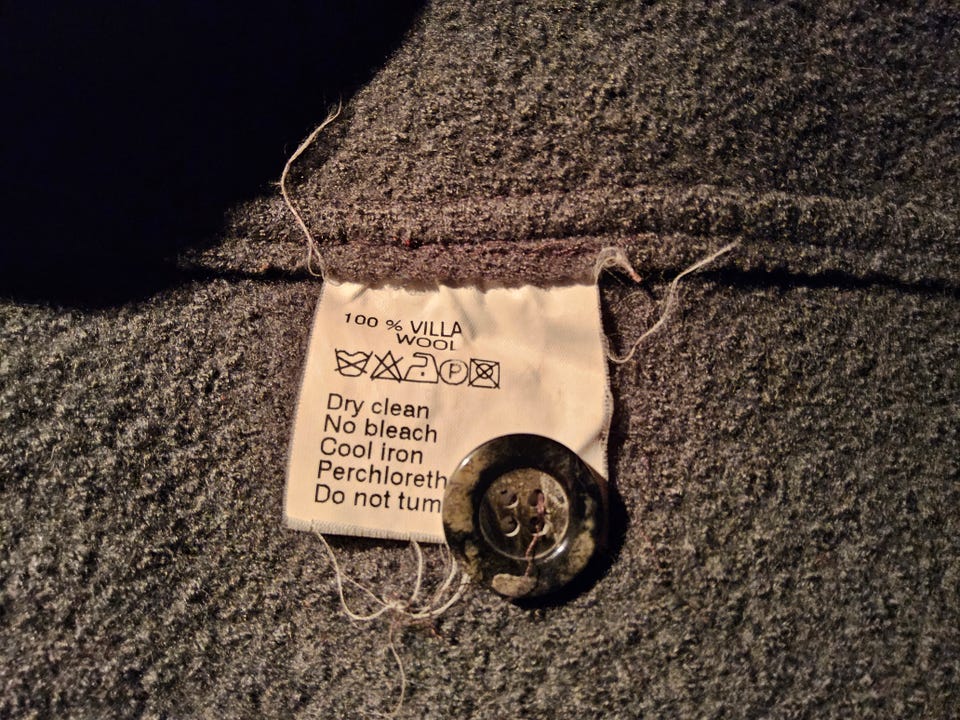 100 % VILLA
WOOL
P
Dry clean
No bleach
Cool iron
Perchloreth
Do not tum